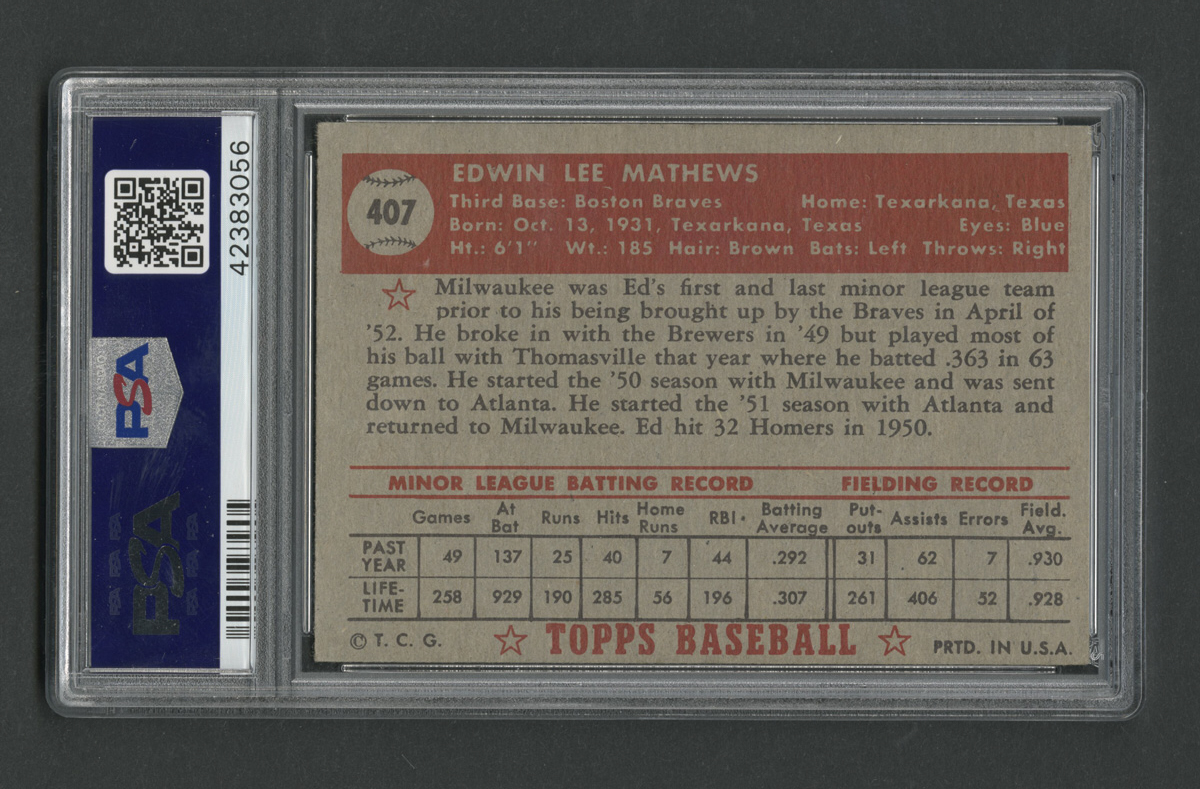 42383056
PSA
PSA
407
EDWIN LEE MATHEWS
Third Base: Boston Braves Home: Texarkana, Texas
Born: Oct. 13, 1931, Texarkana, Texas Eyes: Blue
Ht.: 6'1" Wt.: 185 Hair: Brown Bats: Left Throws: Right
Milwaukee was Ed's first and last minor league team
prior to his being brought up by the Braves in April of
'52. He broke in with the Brewers in '49 but played most of
his ball with Thomasville that year where he batted .363 in 63
games. He started the '50 season with Milwaukee and was sent
down to Atlanta. He started the '51 season with Atlanta and
returned to Milwaukee. Ed hit 32 Homers in 1950.
MINOR LEAGUE BATTING RECORD FIELDING RECORD
Games At Bat Runs Hits Home Runs RBI. Batting Average Put-outs Assists Errors Field. Avg.
PAST YEAR 49 137 25 40 7 44 .292 31 62 7 .930
LIFE-TIME 258 929 190 285 56 196 .307 261 406 52 .928
© T. C. G. TOPPS BASEBALL PRTD. IN U.S.A.